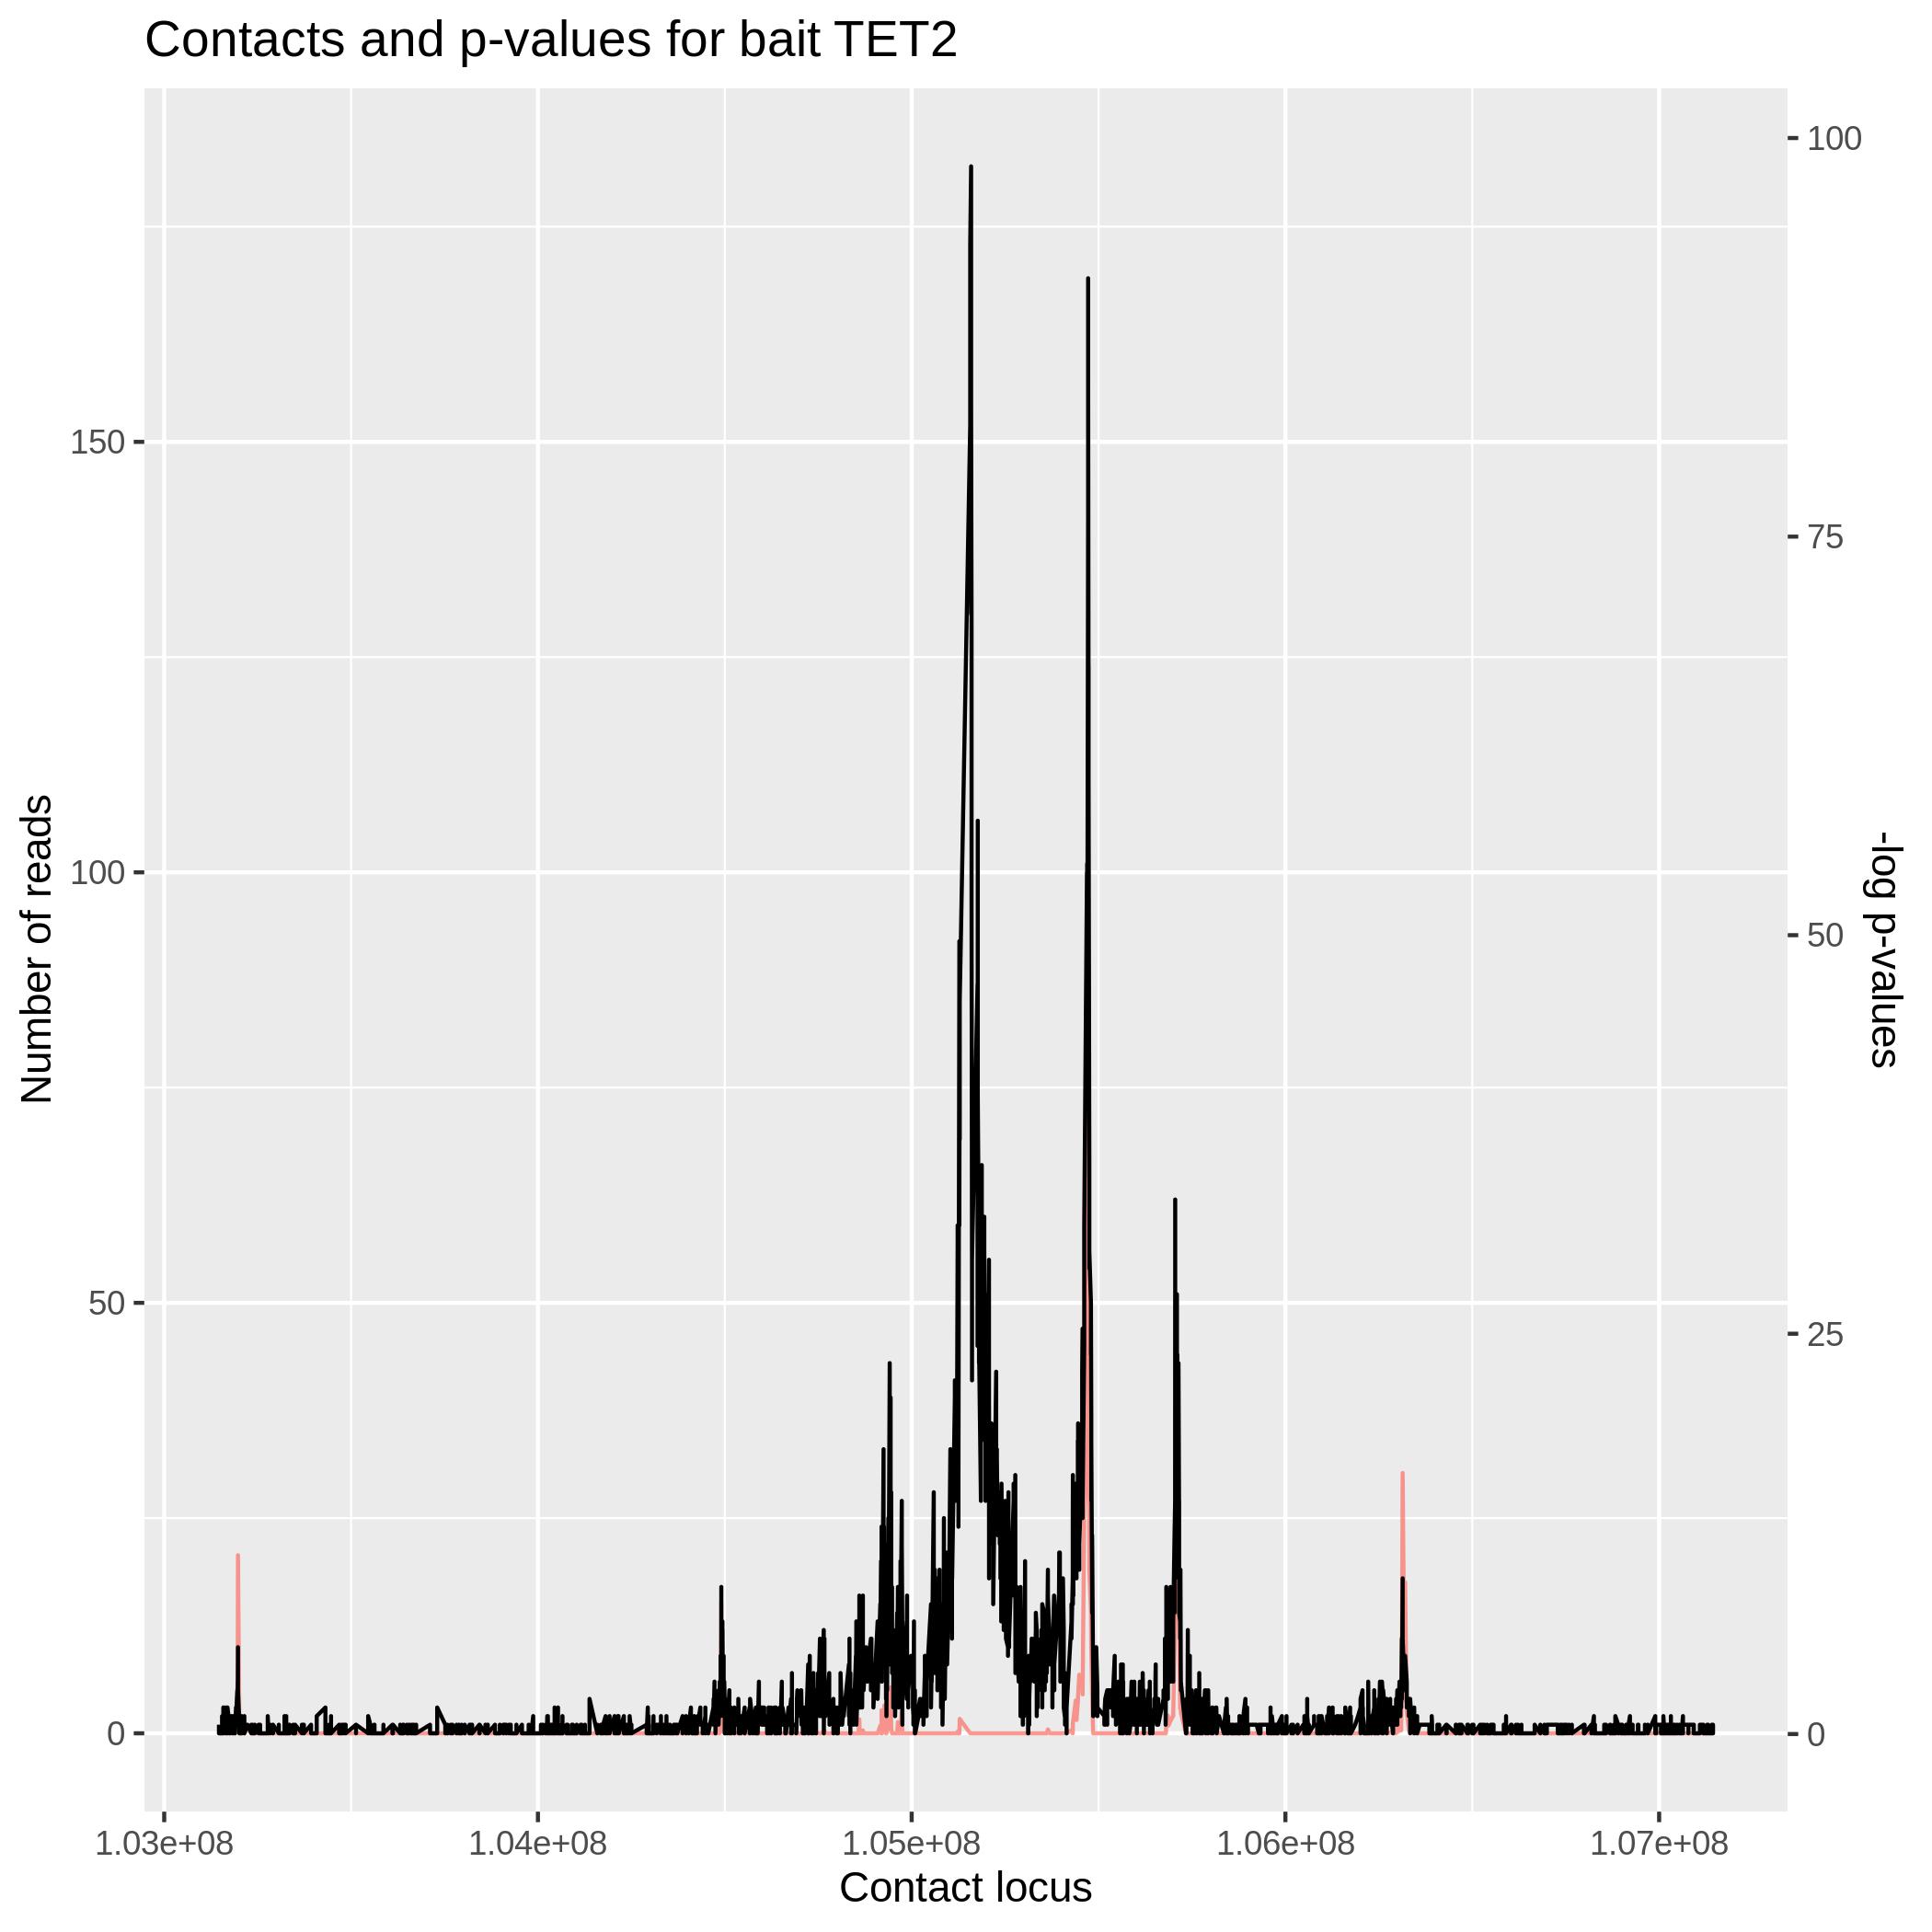 Contacts and p-values for bait TET2
Number of reads
150
100
50
0
100
75
50
25
0
-log p-values
1.03e+08 1.04e+08 1.05e+08 1.06e+08 1.07e+08
Contact locus